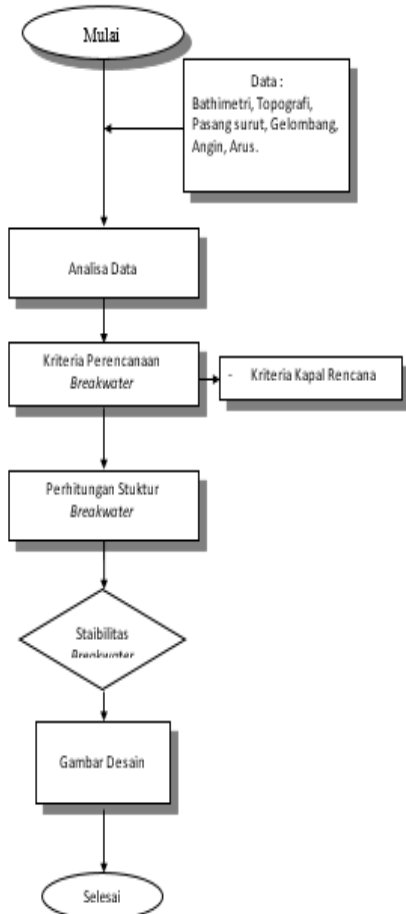 Mulai
Data :
Bathimetri, Topografi,
Pasang surut, Gelombang,
Angin, Arus.
Analisa Data
Kriteria Perencanaan
Breakwater
- Kriteria Kapal Rencana
Perhitungan Stuktur
Breakwater
Staibilitas
Breakwater
Gambar Desain
Selesai